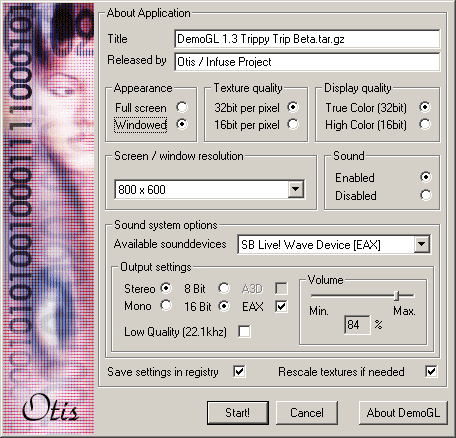 About Application
Title DemoGL 1.3 Trippy Trip Beta.tar.gz
Released by Otis / Infuse Project
Appearance Texture quality Display quality
Full screen 32bit per pixel True Color (32bit)
Windowed 16bit per pixel High Color (16bit)
Screen / window resolution Sound
800 x 600 Enabled
Disabled
Sound system options
Available sounddevices SB Live! Wave Device [EAX]
Output settings Volume
Stereo 8 Bit A3D
Mono 16 Bit EAX Min. Max.
Low Quality (22.1khz) 84 %
Save settings in registry Rescale textures if needed
Start! Cancel About DemoGL
Otis